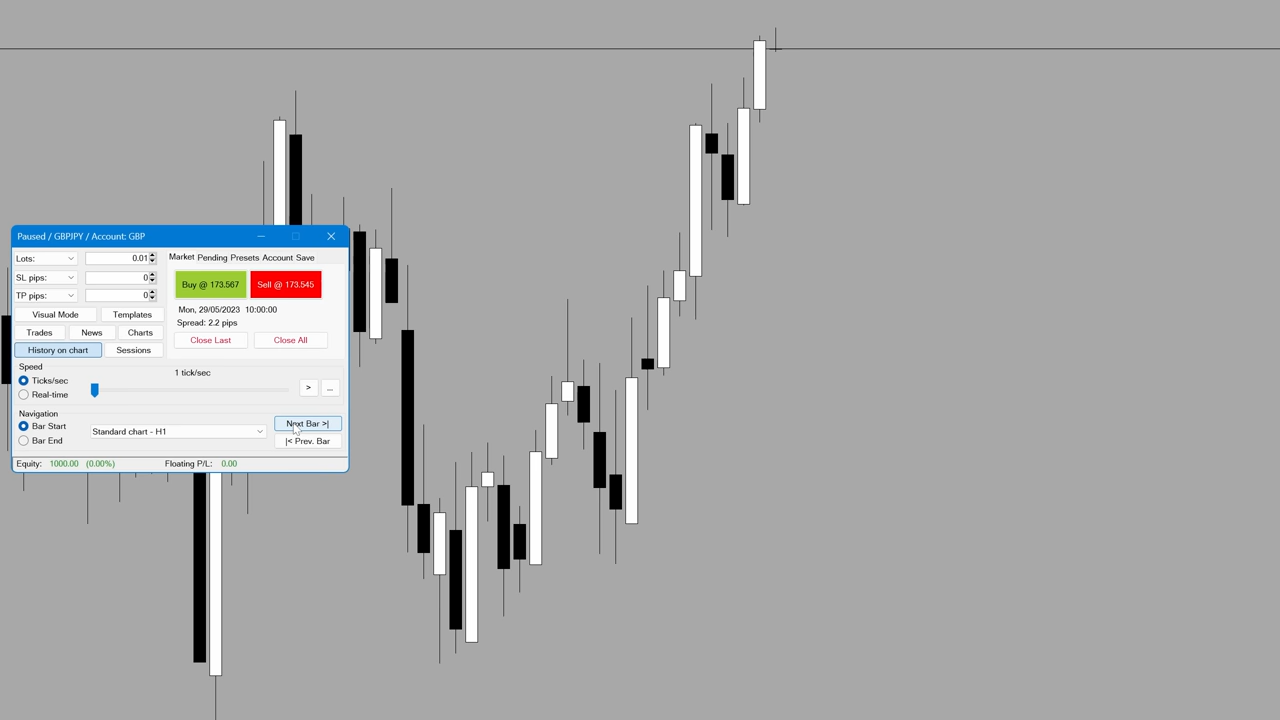 Paused / GBPJPY / Account: GBP
Lots: 0.01
Market Pending Presets Account Save
SL pips: 0
TP pips: 0
Buy @ 173.567 Sell @ 173.545
Mon, 29/05/2023 10:00:00
Spread: 2.2 pips
Visual Mode Templates
Trades News Charts
Close Last Close All
History on chart Sessions
Speed
1 tick/sec
Ticks/sec
> ...
Real-time
Navigation
Bar Start
Standard chart - H1
Next Bar >|
Bar End
|< Prev. Bar
Equity: 1000.00 (0.00%) Floating P/L: 0.00